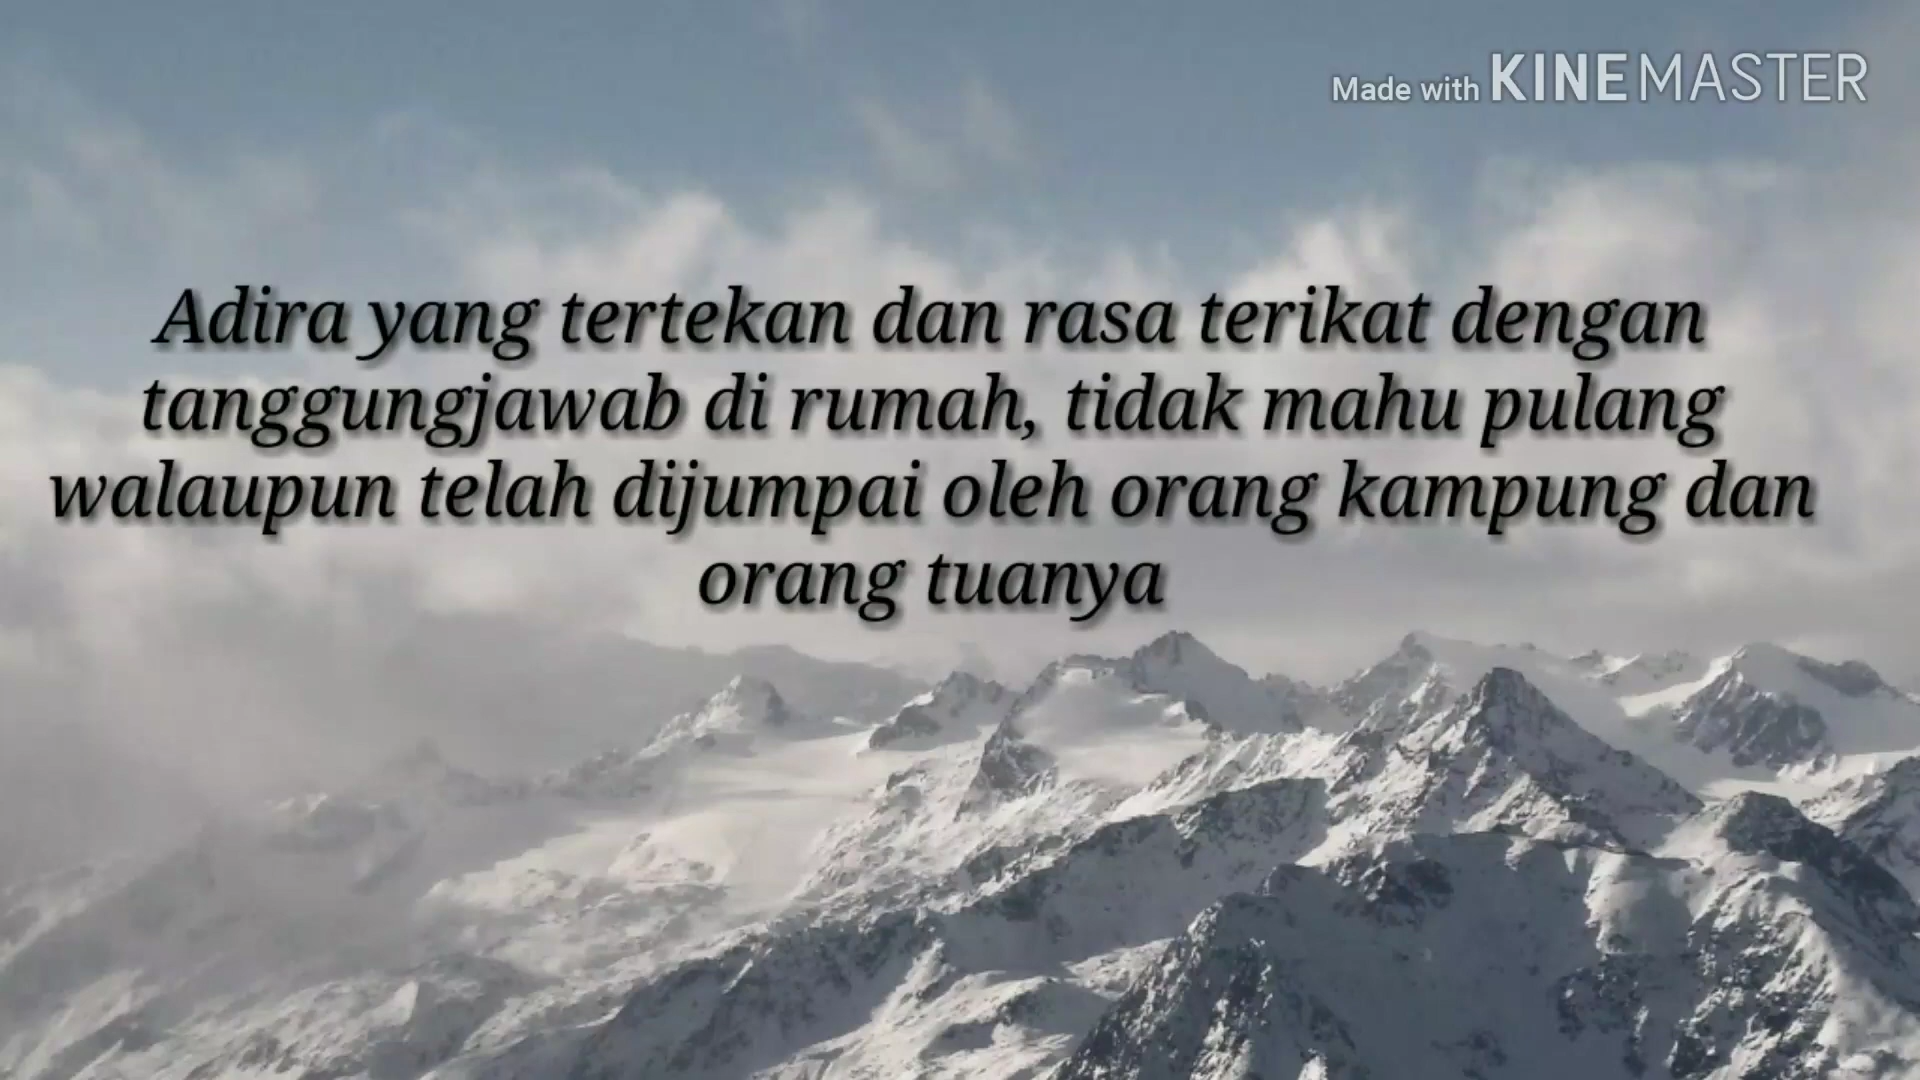 Made with KINEMASTER
Adira yang tertekan dan rasa terikat dengan
tanggungjawab di rumah, tidak mahu pulang
walaupun telah dijumpai oleh orang kampung dan
orang tuanya